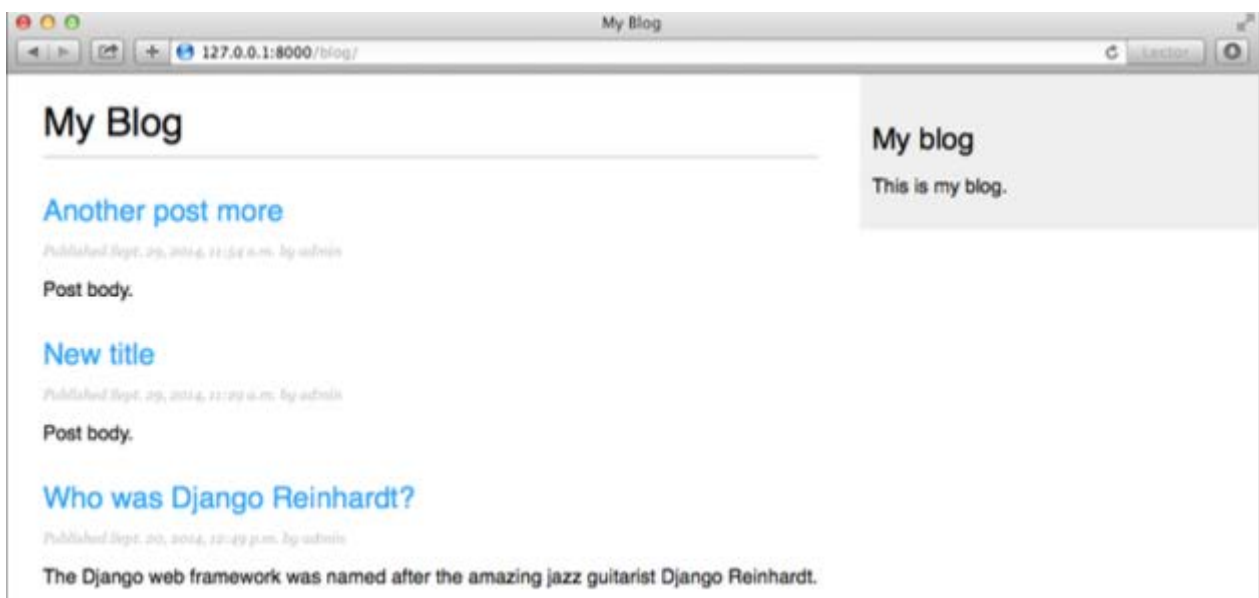 My Blog
127.0.0.1:8000/blog/
Lector
My Blog
Another post more
Published Sept. 29, 2014, 11:54 a.m. by admin
Post body.
New title
Published Sept. 29, 2014, 11:29 a.m. by admin
Post body.
Who was Django Reinhardt?
Published Sept. 20, 2014, 12:49 p.m. by admin
The Django web framework was named after the amazing jazz guitarist Django Reinhardt.
My blog
This is my blog.